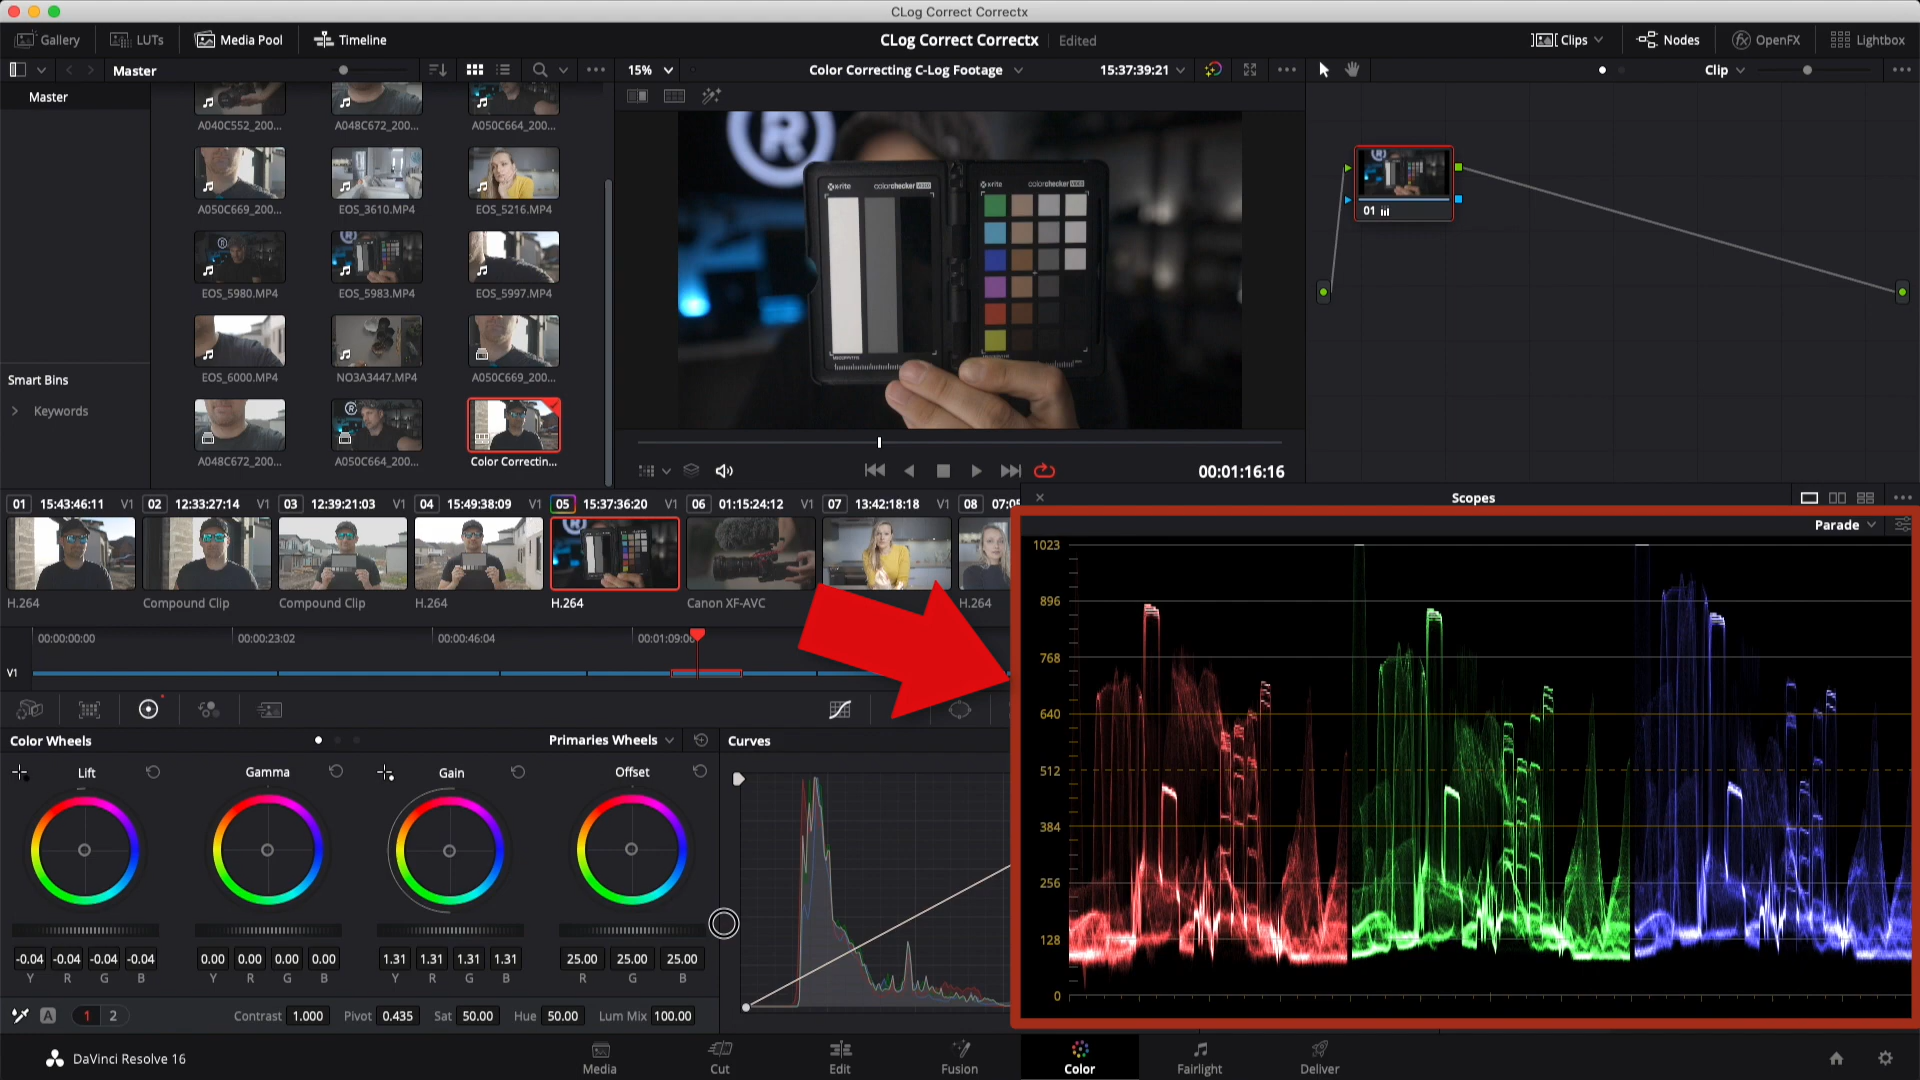 CLog Correct Correctx
Gallery LUTs Media Pool Timeline CLog Correct Correctx Edited Clips Nodes OpenFX Lightbox
Master 15% Color Correcting C-Log Footage 15:37:39:21 Clip
Master
A040C552_200... A048C672_200... A050C664_200...
A050C669_200... EOS_3610.MP4 EOS_5216.MP4
EOS_5980.MP4 EOS_5983.MP4 EOS_5997.MP4
EOS_6000.MP4 NO3A3447.MP4 A050C669_200...
Smart Bins
Keywords
A048C672_200... A050C664_200... Color Correctin...
x·rite colorchecker VIDEO x·rite colorchecker VIDEO
01
00:01:16:16
01 15:43:46:11 V1 02 12:33:27:14 V1 03 12:39:21:03 V1 04 15:49:38:09 V1 05 15:37:36:20 V1 06 01:15:24:12 V1 07 13:42:18:18 V1 08
H.264 Compound Clip Compound Clip H.264 H.264 Canon XF-AVC H.264
00:00:00:00 00:00:23:02 00:00:46:04
V1
Scopes
Parade
1023
896
768
640
512
384
256
128
0
Color Wheels Primaries Wheels Curves
Lift Gamma Gain Offset
-0.04 -0.04 -0.04 -0.04 0.00 0.00 0.00 0.00 1.31 1.31 1.31 1.31 25.00 25.00 25.00
Y R G B Y R G B Y R G B R G B
A 1 2 Contrast 1.000 Pivot 0.435 Sat 50.00 Hue 50.00 Lum Mix 100.00
DaVinci Resolve 16 Media Cut Edit Fusion Color Fairlight Deliver